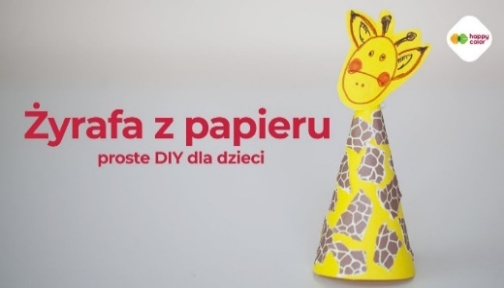 happy
color
Żyrafa z papieru
proste DIY dla dzieci